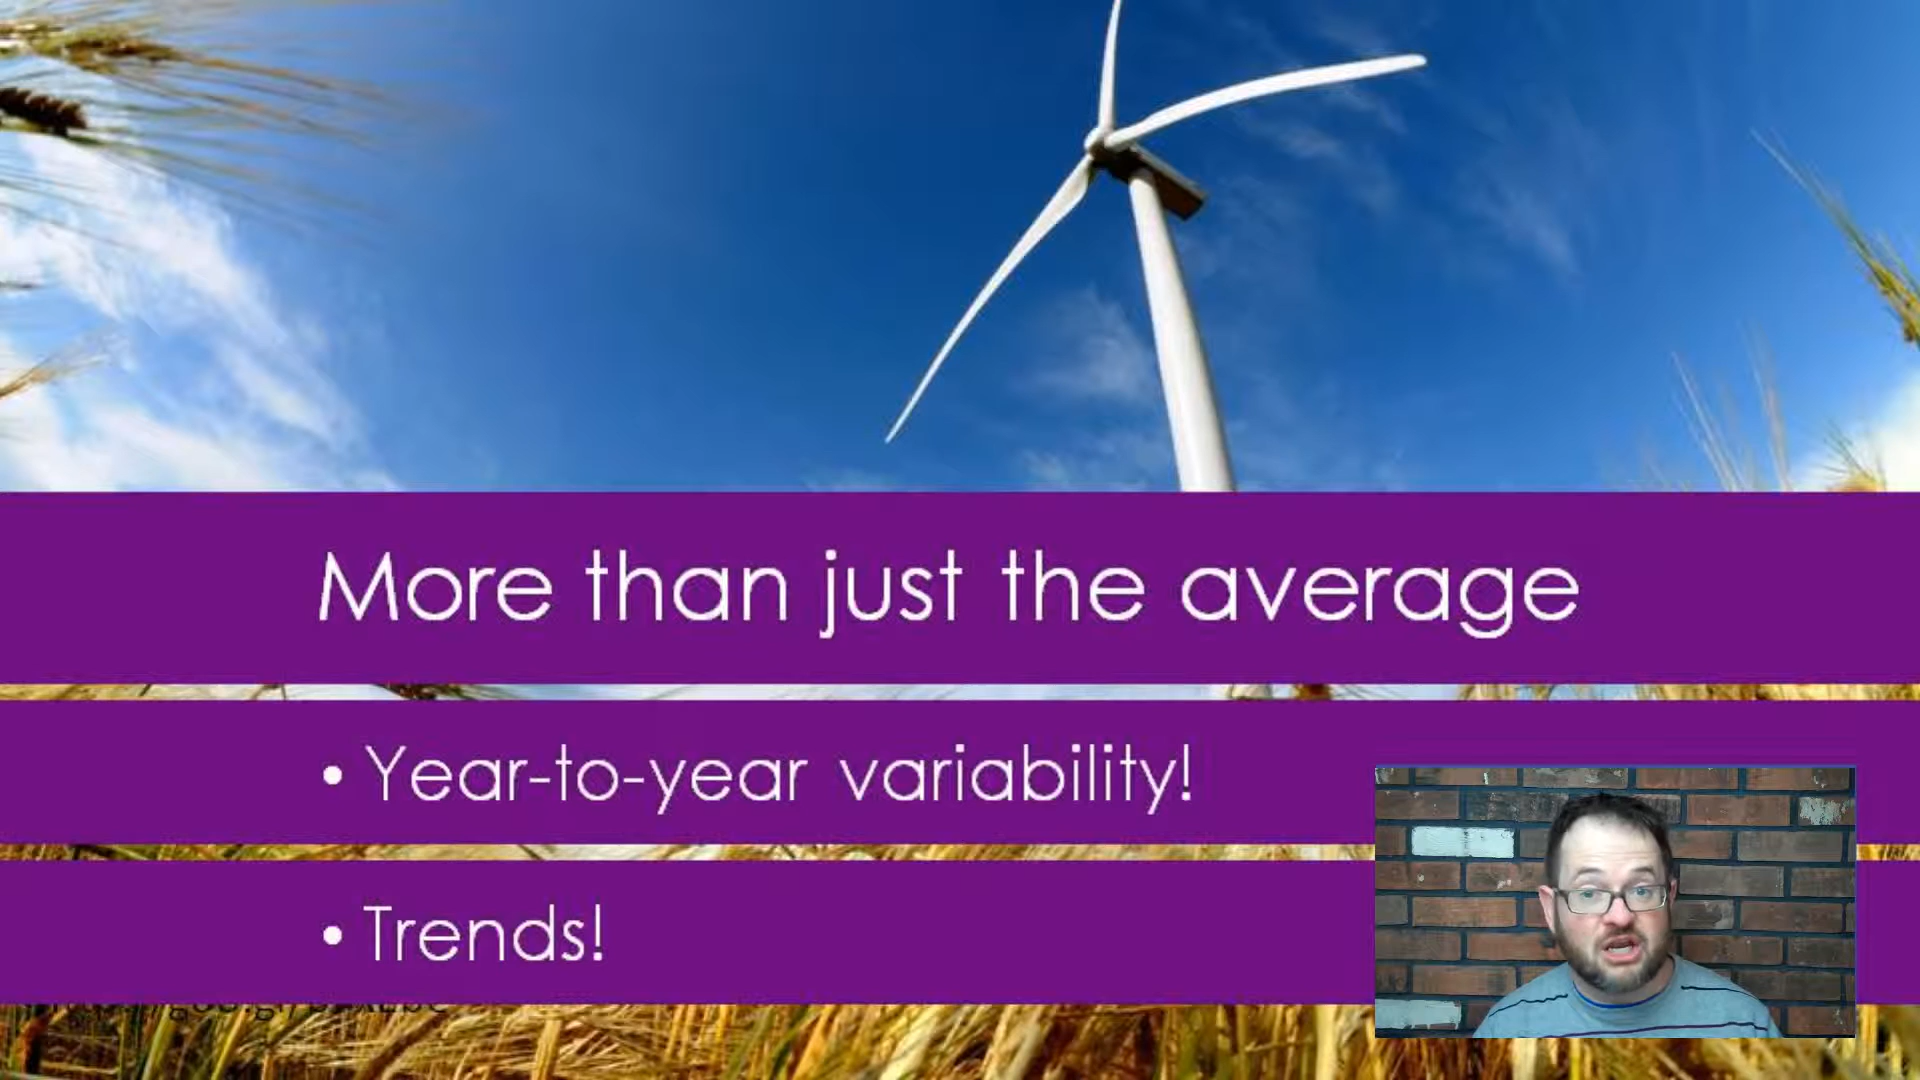 More than just the average
• Year-to-year variability!
• Trends!